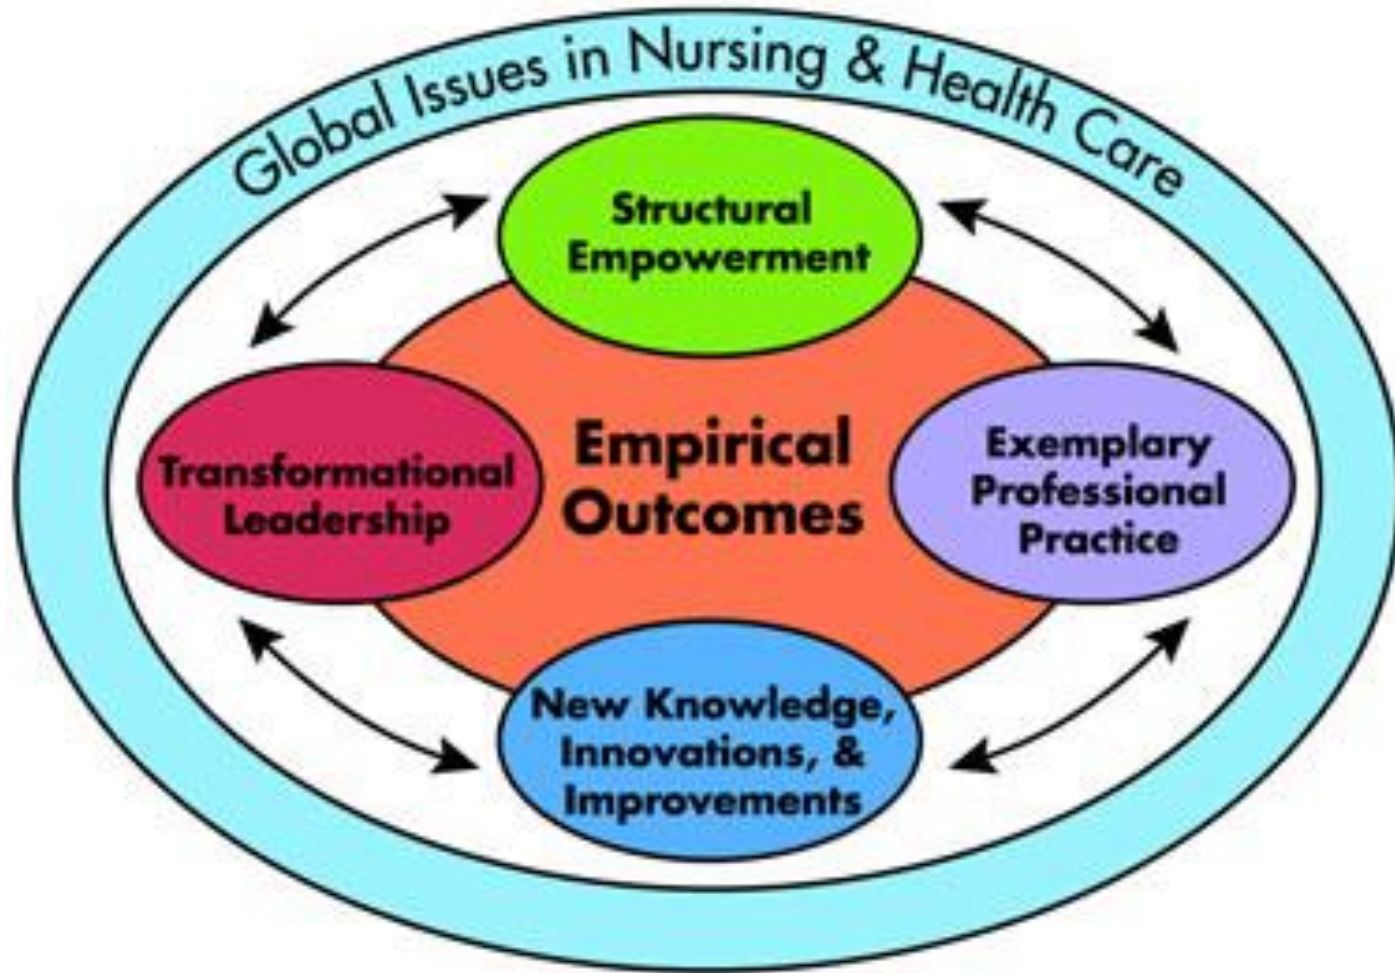 Global Issues in Nursing & Health Care
Structural
Empowerment
Transformational
Leadership
Empirical
Outcomes
Exemplary
Professional
Practice
New Knowledge,
Innovations, &
Improvements